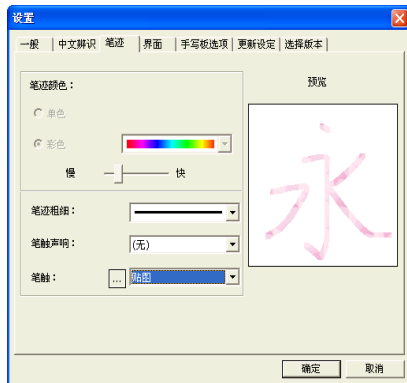 设置
一般 中文辨识 笔迹 界面 手写板选项 更新设定 选择版本
笔迹颜色：
预览
单色
彩色
慢 快
笔迹粗细：
笔触声响： (无)
笔触： ... 贴图
永
确定 取消